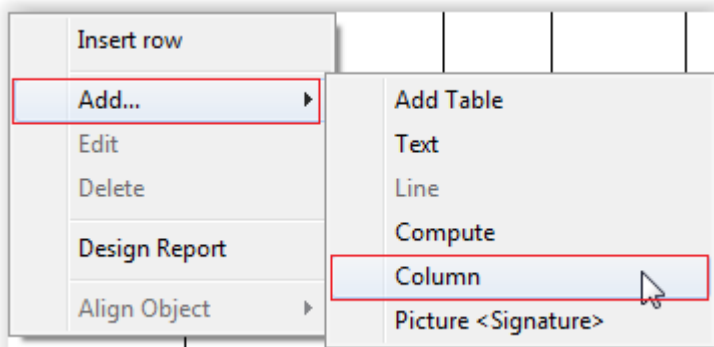 Insert row
Add...
Edit
Delete
Design Report
Align Object
Add Table
Text
Line
Compute
Column
Picture <Signature>